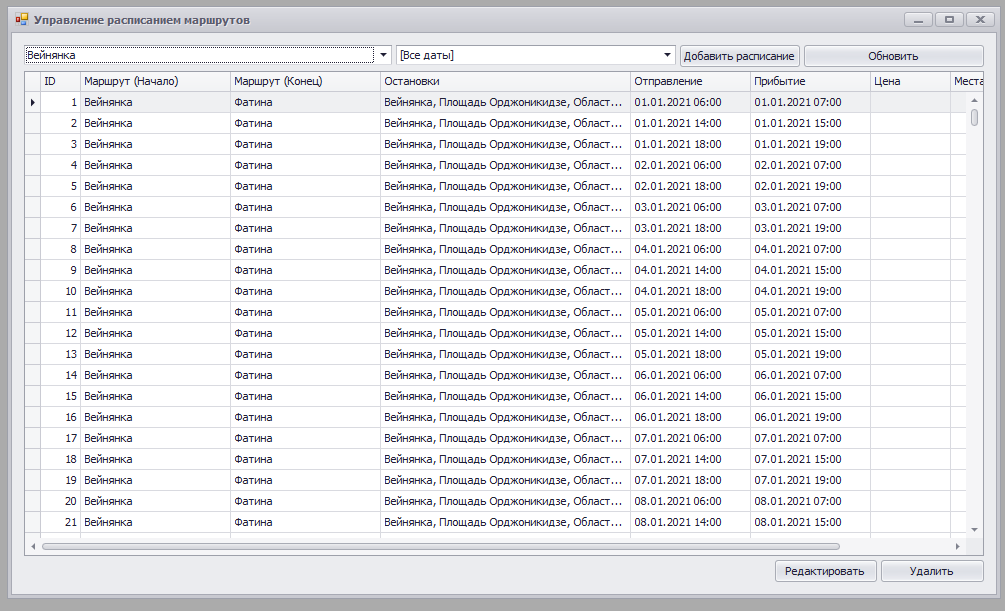 Управление расписанием маршрутов
Вейнянка [Все даты] Добавить расписание Обновить
ID Маршрут (Начало) Маршрут (Конец) Остановки Отправление Прибытие Цена Места
1 Вейнянка Фатина Вейнянка, Площадь Орджоникидзе, Област... 01.01.2021 06:00 01.01.2021 07:00
2 Вейнянка Фатина Вейнянка, Площадь Орджоникидзе, Област... 01.01.2021 14:00 01.01.2021 15:00
3 Вейнянка Фатина Вейнянка, Площадь Орджоникидзе, Област... 01.01.2021 18:00 01.01.2021 19:00
4 Вейнянка Фатина Вейнянка, Площадь Орджоникидзе, Област... 02.01.2021 06:00 02.01.2021 07:00
5 Вейнянка Фатина Вейнянка, Площадь Орджоникидзе, Област... 02.01.2021 18:00 02.01.2021 19:00
6 Вейнянка Фатина Вейнянка, Площадь Орджоникидзе, Област... 03.01.2021 06:00 03.01.2021 07:00
7 Вейнянка Фатина Вейнянка, Площадь Орджоникидзе, Област... 03.01.2021 18:00 03.01.2021 19:00
8 Вейнянка Фатина Вейнянка, Площадь Орджоникидзе, Област... 04.01.2021 06:00 04.01.2021 07:00
9 Вейнянка Фатина Вейнянка, Площадь Орджоникидзе, Област... 04.01.2021 14:00 04.01.2021 15:00
10 Вейнянка Фатина Вейнянка, Площадь Орджоникидзе, Област... 04.01.2021 18:00 04.01.2021 19:00
11 Вейнянка Фатина Вейнянка, Площадь Орджоникидзе, Област... 05.01.2021 06:00 05.01.2021 07:00
12 Вейнянка Фатина Вейнянка, Площадь Орджоникидзе, Област... 05.01.2021 14:00 05.01.2021 15:00
13 Вейнянка Фатина Вейнянка, Площадь Орджоникидзе, Област... 05.01.2021 18:00 05.01.2021 19:00
14 Вейнянка Фатина Вейнянка, Площадь Орджоникидзе, Област... 06.01.2021 06:00 06.01.2021 07:00
15 Вейнянка Фатина Вейнянка, Площадь Орджоникидзе, Област... 06.01.2021 14:00 06.01.2021 15:00
16 Вейнянка Фатина Вейнянка, Площадь Орджоникидзе, Област... 06.01.2021 18:00 06.01.2021 19:00
17 Вейнянка Фатина Вейнянка, Площадь Орджоникидзе, Област... 07.01.2021 06:00 07.01.2021 07:00
18 Вейнянка Фатина Вейнянка, Площадь Орджоникидзе, Област... 07.01.2021 14:00 07.01.2021 15:00
19 Вейнянка Фатина Вейнянка, Площадь Орджоникидзе, Област... 07.01.2021 18:00 07.01.2021 19:00
20 Вейнянка Фатина Вейнянка, Площадь Орджоникидзе, Област... 08.01.2021 06:00 08.01.2021 07:00
21 Вейнянка Фатина Вейнянка, Площадь Орджоникидзе, Област... 08.01.2021 14:00 08.01.2021 15:00
Редактировать Удалить